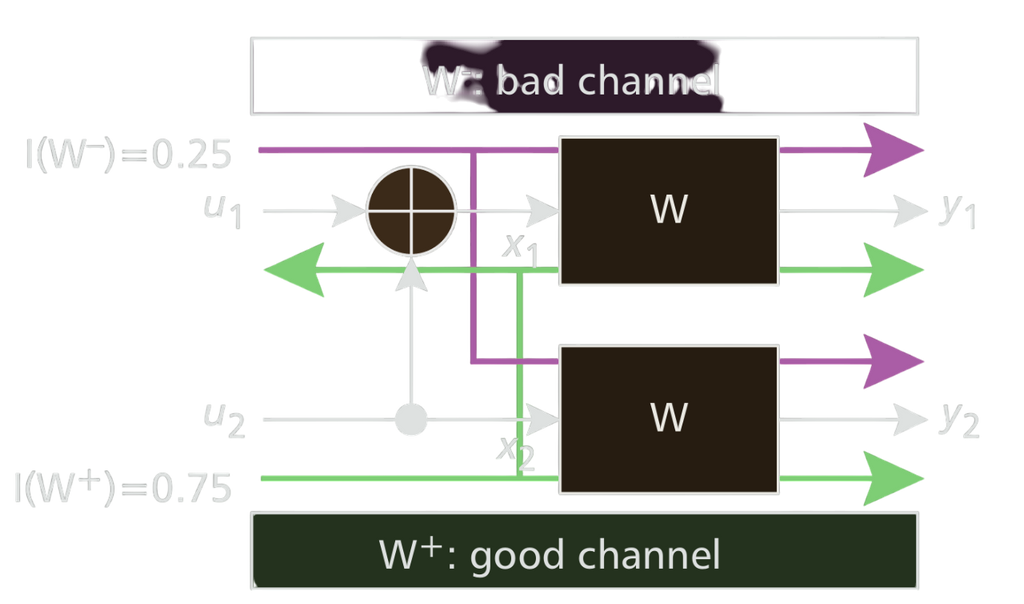 W⁻: bad channel
I(W⁻)=0.25
u₁
W
y₁
x₁
W
u₂
y₂
x₂
I(W⁺)=0.75
W⁺: good channel